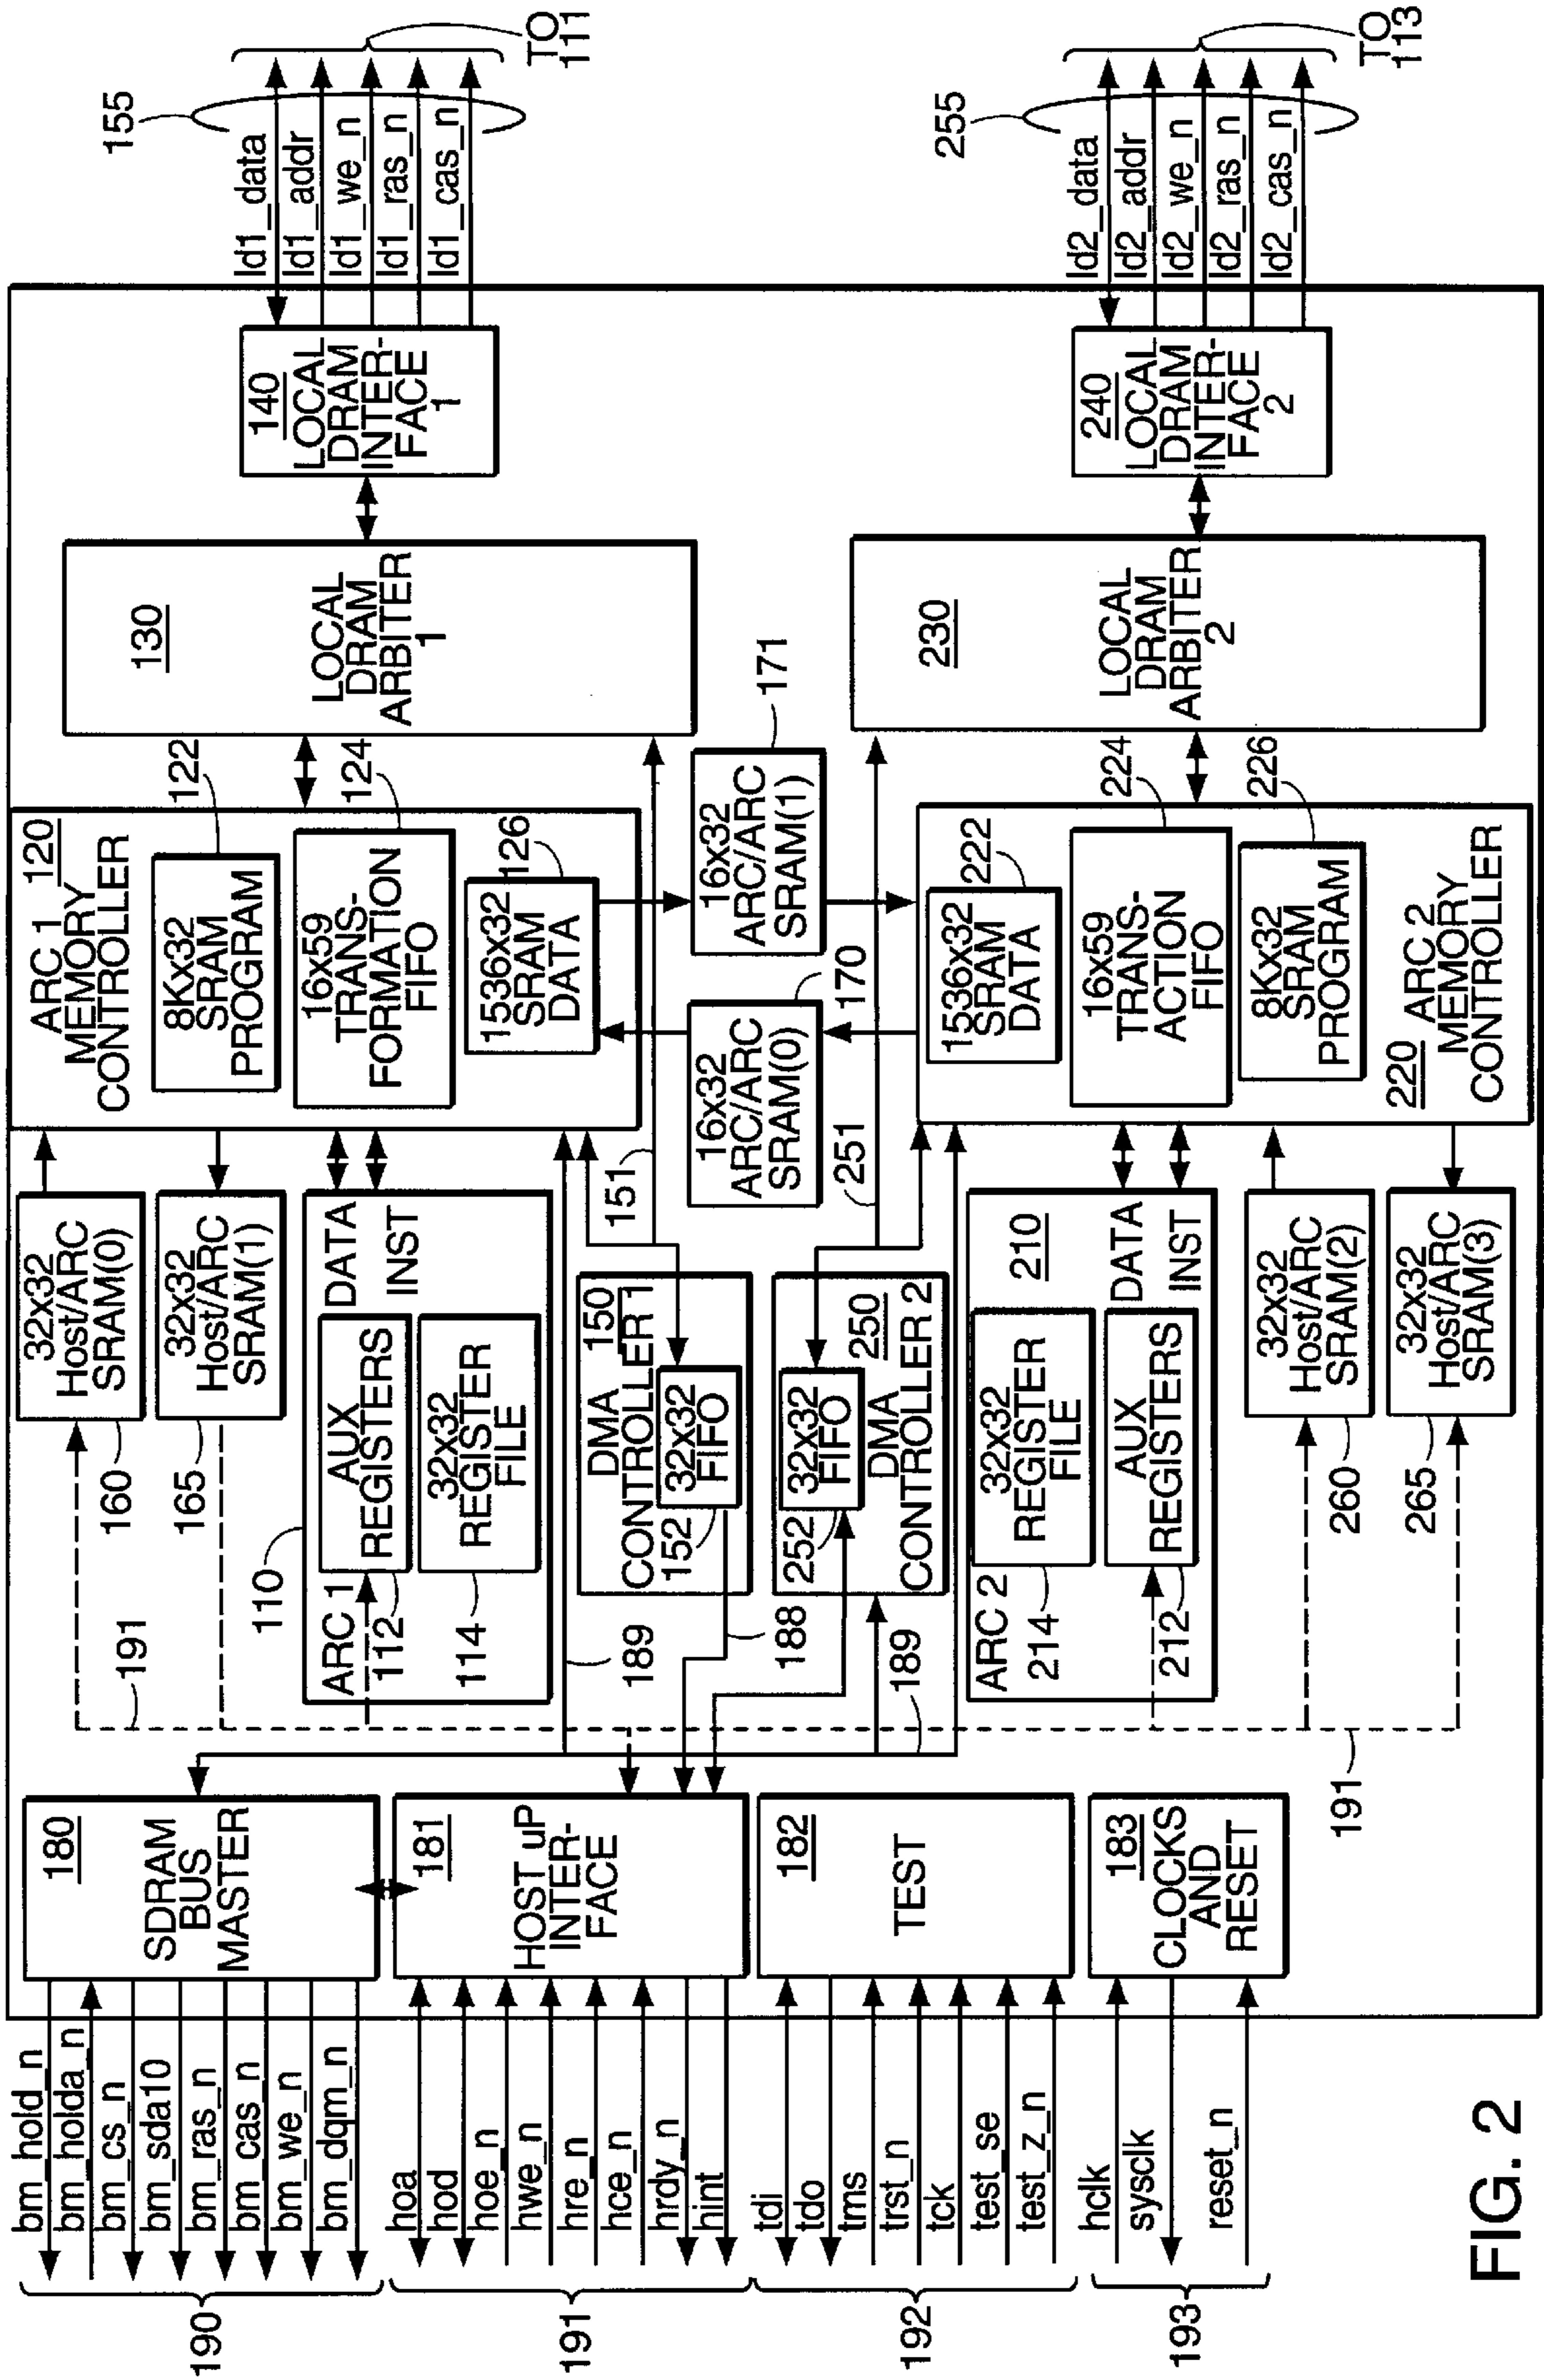 155
ld1_data
ld1_addr
ld1_we_n
ld1_ras_n
ld1_cas_n
TO
111
255
ld2_data
ld2_addr
ld2_we_n
ld2_ras_n
ld2_cas_n
TO
113
140
LOCAL
DRAM
INTER-
FACE
1
240
LOCAL
DRAM
INTER-
FACE
2
130
LOCAL
DRAM
ARBITER
1
230
LOCAL
DRAM
ARBITER
2
120
ARC 1
MEMORY
CONTROLLER
122
8Kx32
SRAM
PROGRAM
124
16x59
TRANS-
FORMATION
FIFO
126
1536x32
SRAM
DATA
171
16x32
ARC/ARC
SRAM(1)
170
16x32
ARC/ARC
SRAM(0)
222
1536x32
SRAM
DATA
224
16x59
TRANS-
ACTION
FIFO
226
8Kx32
SRAM
PROGRAM
220
ARC 2
MEMORY
CONTROLLER
32x32
Host/ARC
SRAM(0)
160
32x32
Host/ARC
SRAM(1)
165
110
ARC 1
DATA
INST
AUX
REGISTERS
112
32x32
REGISTER
FILE
114
151
251
DMA
CONTROLLER 1
150
32x32
FIFO
152
32x32
FIFO
252
250
DMA
CONTROLLER 2
210
ARC 2
DATA
INST
32x32
REGISTER
FILE
214
AUX
REGISTERS
212
32x32
Host/ARC
SRAM(2)
260
32x32
Host/ARC
SRAM(3)
265
191
189
188
189
191
180
SDRAM
BUS
MASTER
181
HOST uP
INTER-
FACE
182
TEST
183
CLOCKS
AND
RESET
bm_hold_n
bm_holda_n
bm_cs_n
bm_sda10
bm_ras_n
bm_cas_n
bm_we_n
bm_dqm_n
190
hoa
hod
hoe_n
hwe_n
hre_n
hce_n
hrdy_n
hint
191
tdi
tdo
tms
trst_n
tck
test_se
test_z_n
192
hclk
sysclk
reset_n
193
FIG. 2